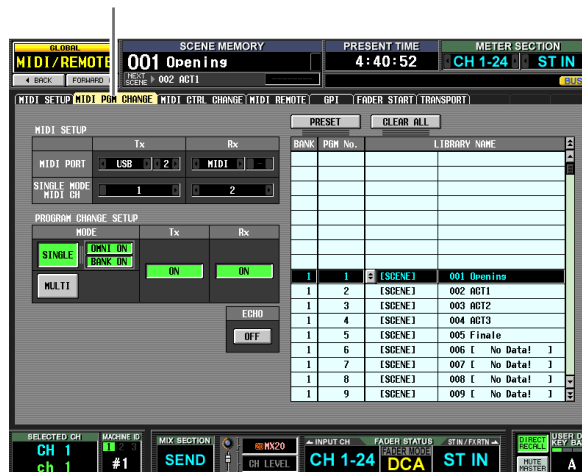 GLOBAL
MIDI/REMOTE
SCENE MEMORY
001 Opening
PRESENT TIME
4:40:52
METER SECTION
CH 1-24 ST IN
BACK FORWARD
NEXT SCENE 002 ACT1
BUS
MIDI SETUP MIDI PGM CHANGE MIDI CTRL CHANGE MIDI REMOTE GPI FADER START TRANSPORT
PRESET CLEAR ALL
MIDI SETUP
Tx Rx
MIDI PORT USB 2 MIDI -
SINGLE MODE MIDI CH 1 2
PROGRAM CHANGE SETUP
MODE Tx Rx
SINGLE OMNI ON BANK ON ON ON
MULTI
ECHO
OFF
BANK PGM No. LIBRARY NAME
1 1 [SCENE] 001 Opening
1 2 [SCENE] 002 ACT1
1 3 [SCENE] 003 ACT2
1 4 [SCENE] 004 ACT3
1 5 [SCENE] 005 Finale
1 6 [SCENE] 006 [ No Data! ]
1 7 [SCENE] 007 [ No Data! ]
1 8 [SCENE] 008 [ No Data! ]
1 9 [SCENE] 009 [ No Data! ]
SELECTED CH MACHINE ID MIX SECTION INPUT CH FADER STATUS STIN/FXRTN DIRECT RECALL
CH 1 1 2 3 SEND MX20 CH 1-24 FADER MODE ST IN
ch 1 #1 CH LEVEL DCA MUTE MASTER A